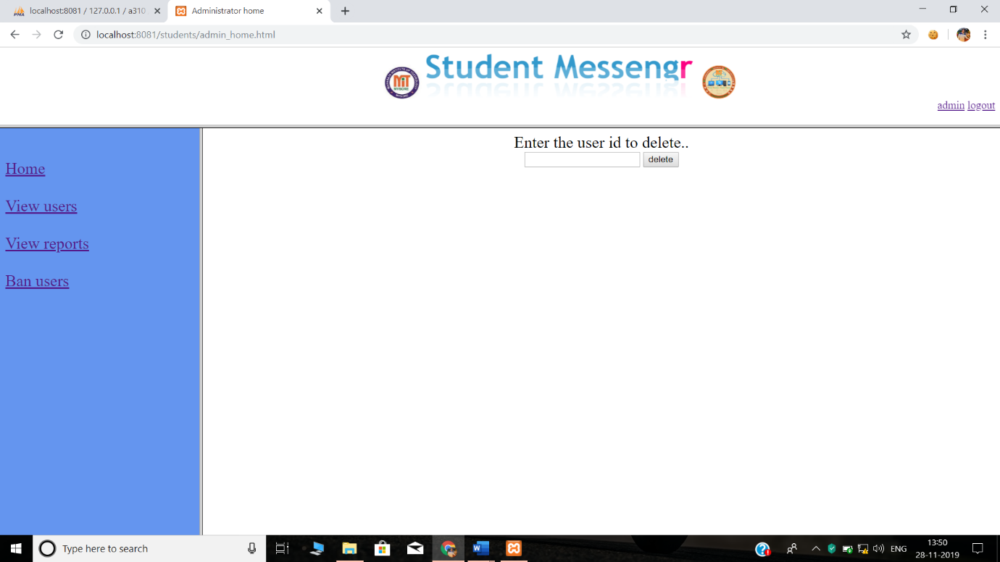 localhost:8081 / 127.0.0.1 / a310
Administrator home
localhost:8081/students/admin_home.html
Student Messengr
MIT
MYSORE
admin logout
Enter the user id to delete..
delete
Home
View users
View reports
Ban users
Type here to search
ENG
13:50
28-11-2019